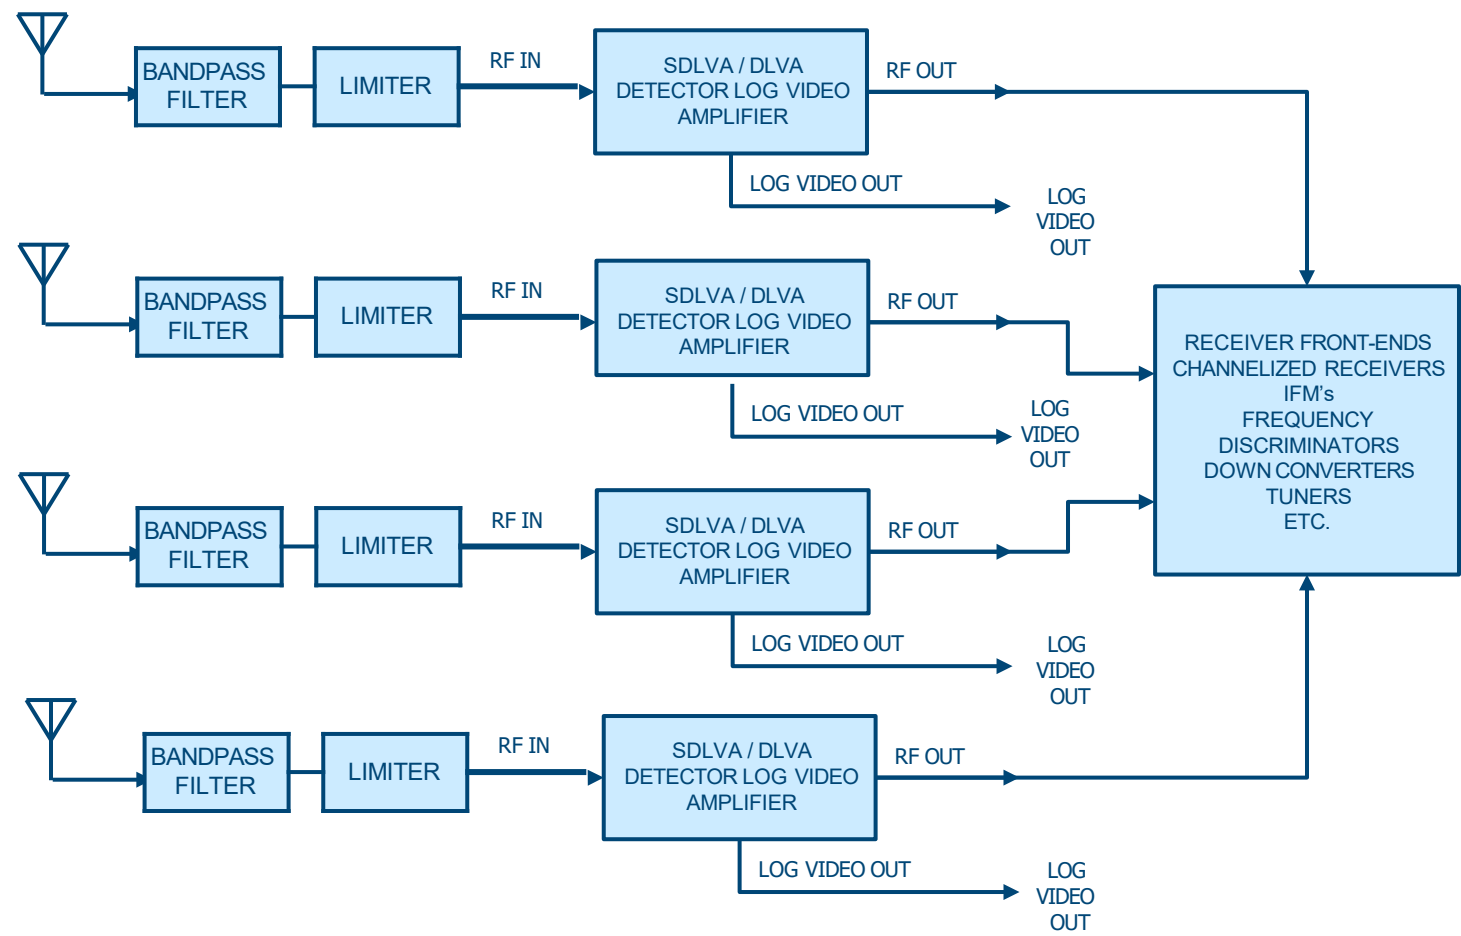 BANDPASS
FILTER
LIMITER
RF IN
SDLVA / DLVA
DETECTOR LOG VIDEO
AMPLIFIER
RF OUT
LOG VIDEO OUT
LOG
VIDEO
OUT
BANDPASS
FILTER
LIMITER
RF IN
SDLVA / DLVA
DETECTOR LOG VIDEO
AMPLIFIER
RF OUT
LOG VIDEO OUT
LOG
VIDEO
OUT
RECEIVER FRONT-ENDS
CHANNELIZED RECEIVERS
IFM's
FREQUENCY
DISCRIMINATORS
DOWN CONVERTERS
TUNERS
ETC.
BANDPASS
FILTER
LIMITER
RF IN
SDLVA / DLVA
DETECTOR LOG VIDEO
AMPLIFIER
RF OUT
LOG VIDEO OUT
LOG
VIDEO
OUT
BANDPASS
FILTER
LIMITER
RF IN
SDLVA / DLVA
DETECTOR LOG VIDEO
AMPLIFIER
RF OUT
LOG VIDEO OUT
LOG
VIDEO
OUT